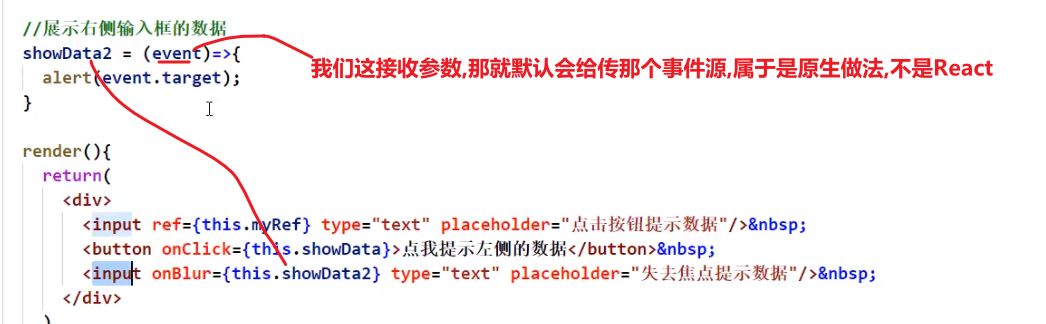 //展示右侧输入框的数据
showData2 = (event)=>{
我们这接收参数,那就默认会给传那个事件源,属于是原生做法,不是React
alert(event.target);
}
render(){
return(
<div>
<input ref={this.myRef} type="text" placeholder="点击按钮提示数据"/>&nbsp;
<button onClick={this.showData}>点我提示左侧的数据</button>&nbsp;
<input onBlur={this.showData2} type="text" placeholder="失去焦点提示数据"/>&nbsp;
</div>
)